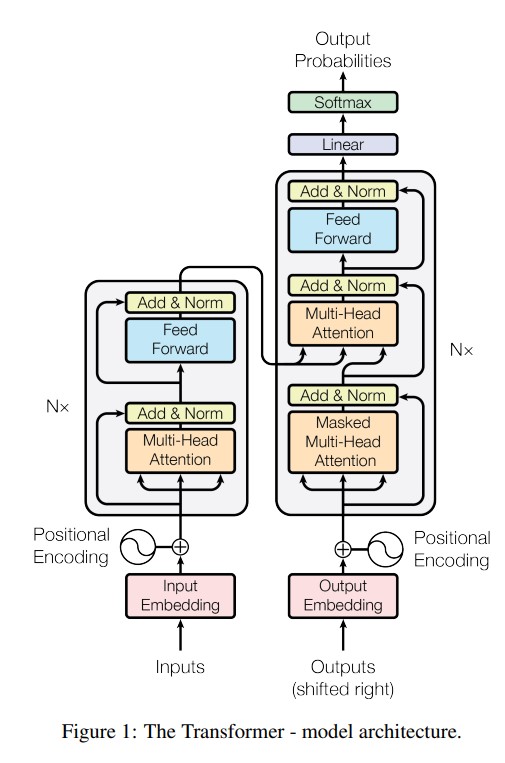 Output
Probabilities
Softmax
Linear
Add & Norm
Feed
Forward
Add & Norm
Multi-Head
Attention
Nx
Add & Norm
Masked
Multi-Head
Attention
Add & Norm
Feed
Forward
Nx
Add & Norm
Multi-Head
Attention
Positional
Encoding
Positional
Encoding
Input
Embedding
Output
Embedding
Inputs
Outputs
(shifted right)
Figure 1: The Transformer - model architecture.